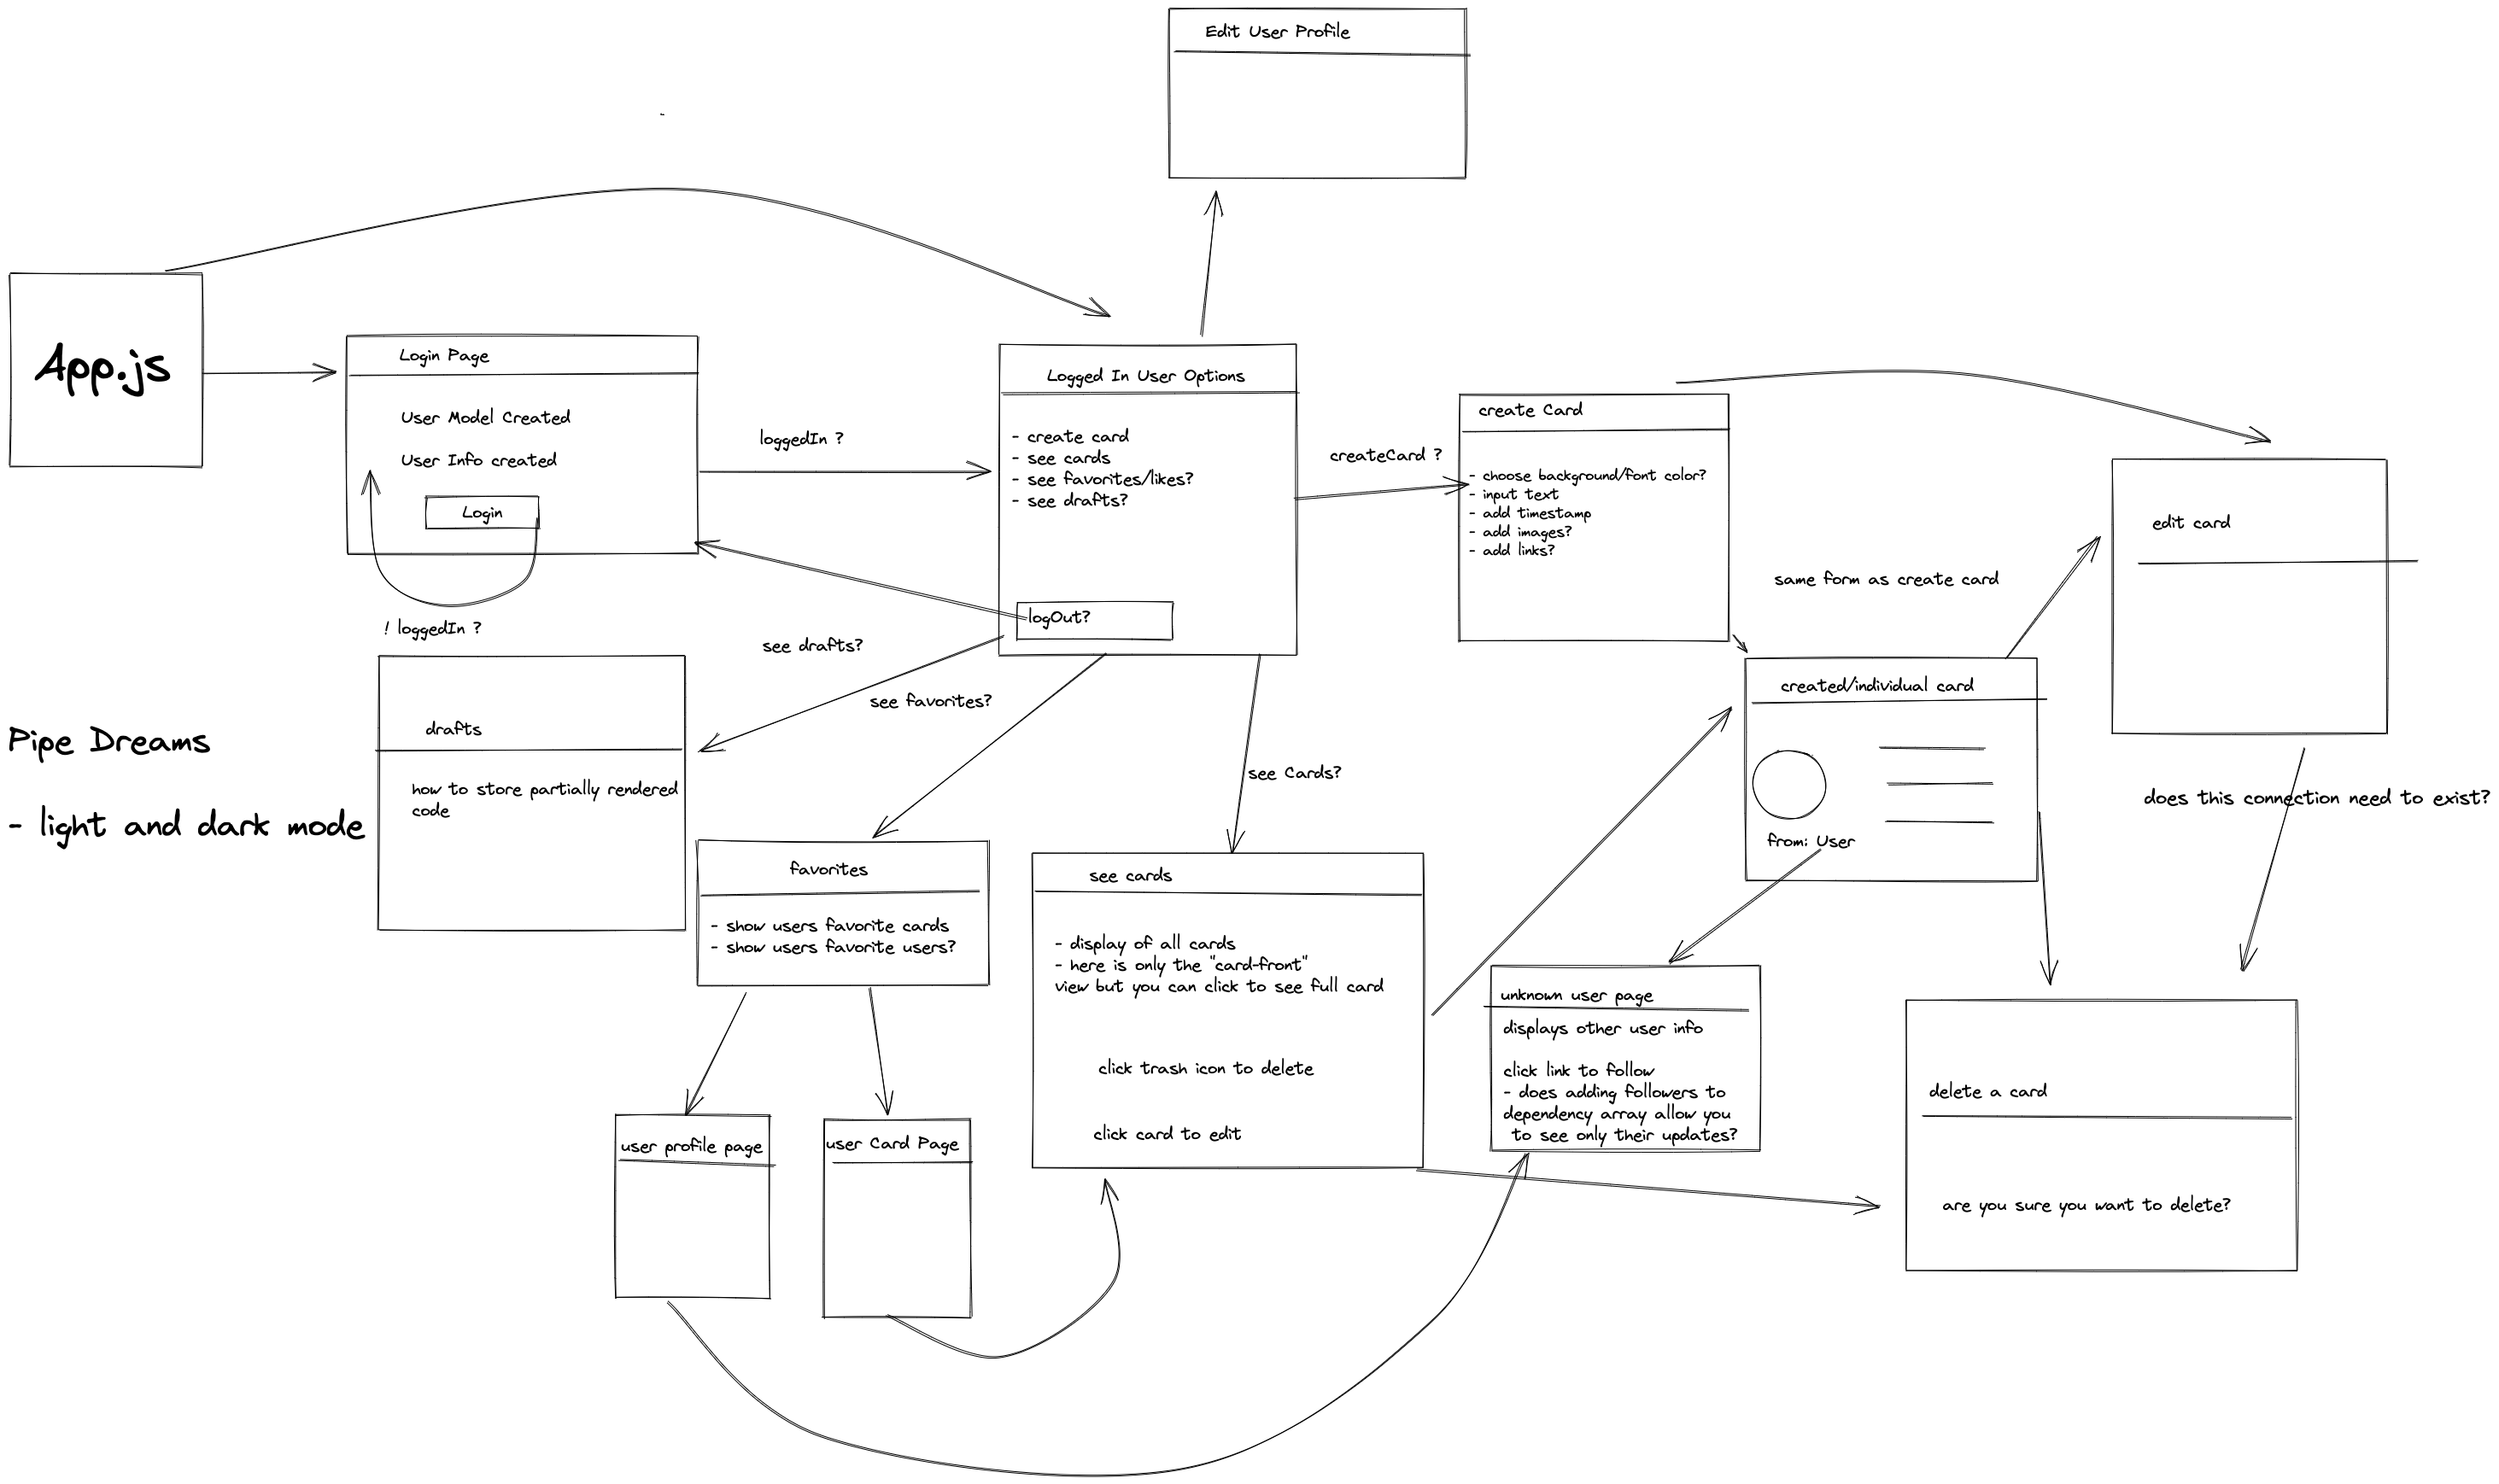 Edit User Profile
App.js
Login Page
User Model Created
User Info created
Login
! loggedIn ?
loggedIn ?
Logged In User Options
- create card
- see cards
- see favorites/likes?
- see drafts?
logOut?
createCard ?
create Card
- choose background/font color?
- input text
- add timestamp
- add images?
- add links?
same form as create card
edit card
see drafts?
see favorites?
see Cards?
created/individual card
from: User
does this connection need to exist?
Pipe Dreams
- light and dark mode
drafts
how to store partially rendered
code
favorites
- show users favorite cards
- show users favorite users?
see cards
- display of all cards
- here is only the "card-front"
view but you can click to see full card
click trash icon to delete
click card to edit
unknown user page
displays other user info
click link to follow
- does adding followers to
dependency array allow you
to see only their updates?
delete a card
are you sure you want to delete?
user profile page
user Card Page